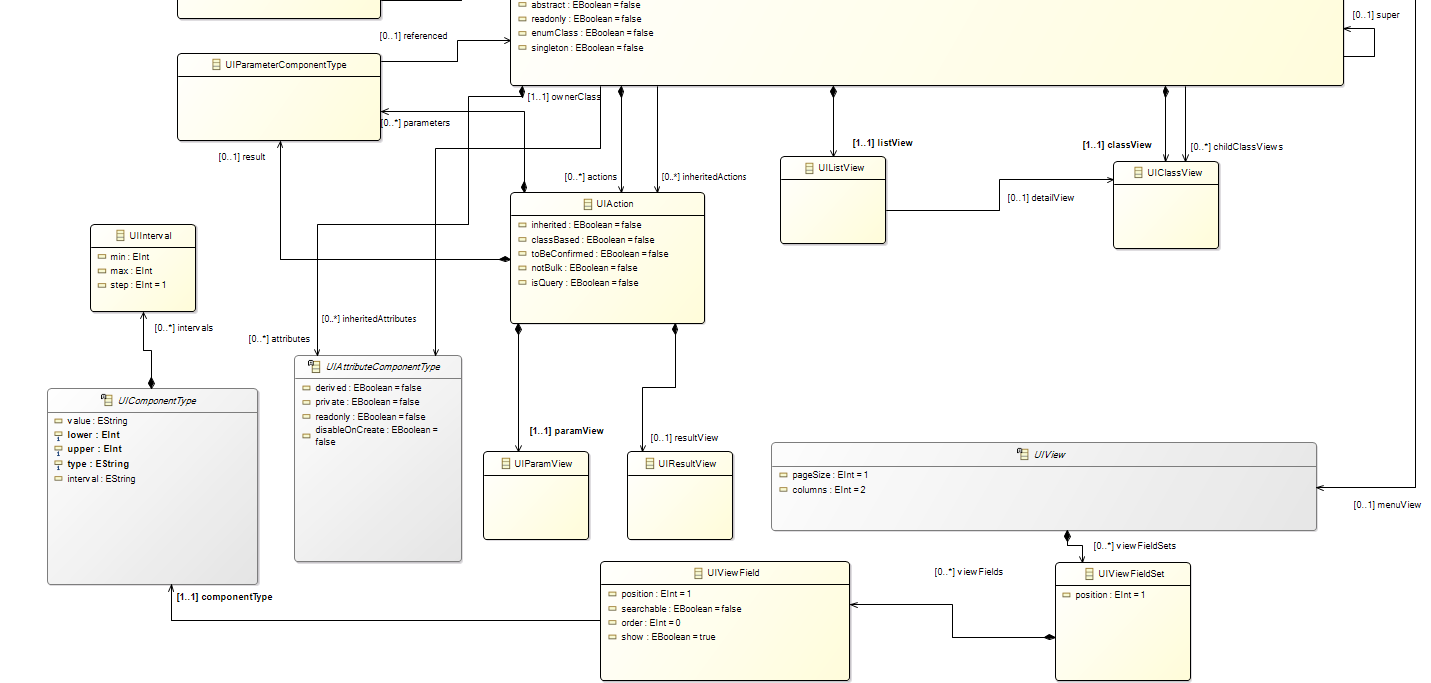 abstract : EBoolean = false
readonly : EBoolean = false
enumClass : EBoolean = false
singleton : EBoolean = false
[0..1] super
[0..1] referenced
UIParameterComponentType
[1..1] ownerClass
[0..*] parameters
[0..1] result
[0..*] actions
[0..*] inheritedActions
[1..1] listView
[1..1] classView
[0..*] childClassViews
UIListView
UIClassView
[0..1] detailView
UIAction
inherited : EBoolean = false
classBased : EBoolean = false
toBeConfirmed : EBoolean = false
notBulk : EBoolean = false
isQuery : EBoolean = false
UIInterval
min : EInt
max : EInt
step : EInt = 1
[0..*] intervals
[0..*] inheritedAttributes
[0..*] attributes
UIAttributeComponentType
derived : EBoolean = false
private : EBoolean = false
readonly : EBoolean = false
disableOnCreate : EBoolean =
false
UIComponentType
value : EString
lower : EInt
upper : EInt
type : EString
interval : EString
[1..1] paramView
[0..1] resultView
UIParamView
UIResultView
UIView
pageSize : EInt = 1
columns : EInt = 2
[0..1] menuView
[0..*] viewFieldSets
[0..*] viewFields
UIViewField
position : EInt = 1
searchable : EBoolean = false
order : EInt = 0
show : EBoolean = true
UIViewFieldSet
position : EInt = 1
[1..1] componentType